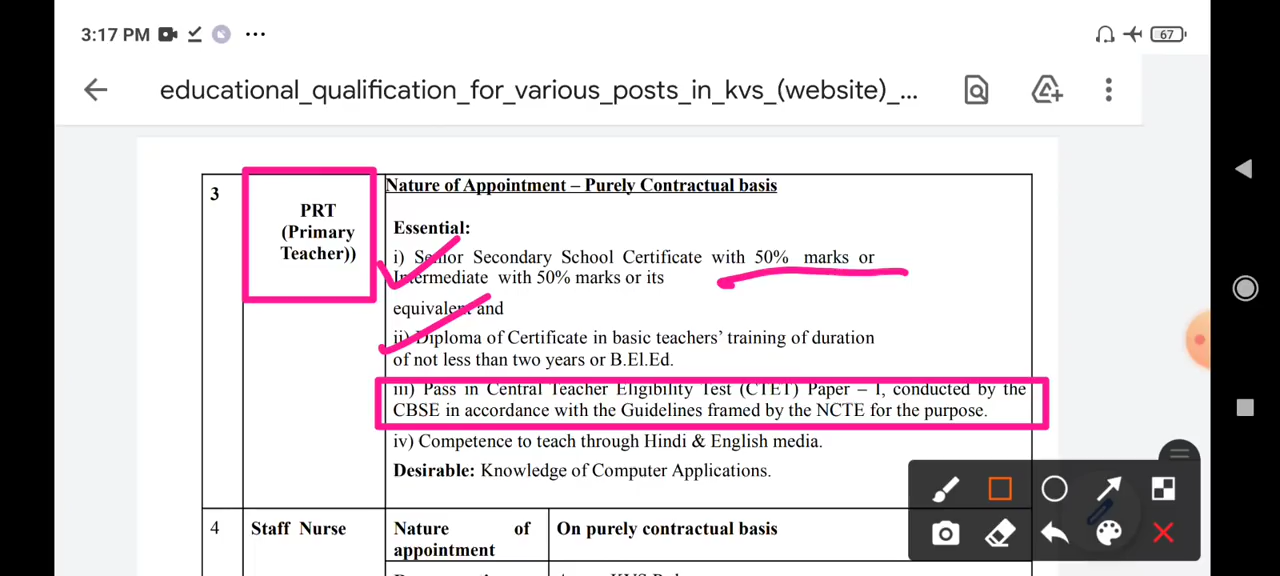 3:17 PM ...
67
educational_qualification_for_various_posts_in_kvs_(website)_...
3
PRT
(Primary
Teacher))
Nature of Appointment – Purely Contractual basis
Essential:
i) Senior Secondary School Certificate with 50% marks or
Intermediate with 50% marks or its
equivalent and
ii) Diploma of Certificate in basic teachers' training of duration
of not less than two years or B.El.Ed.
iii) Pass in Central Teacher Eligibility Test (CTET) Paper – I, conducted by the
CBSE in accordance with the Guidelines framed by the NCTE for the purpose.
iv) Competence to teach through Hindi & English media.
Desirable: Knowledge of Computer Applications.
4
Staff Nurse
Nature of
appointment
On purely contractual basis